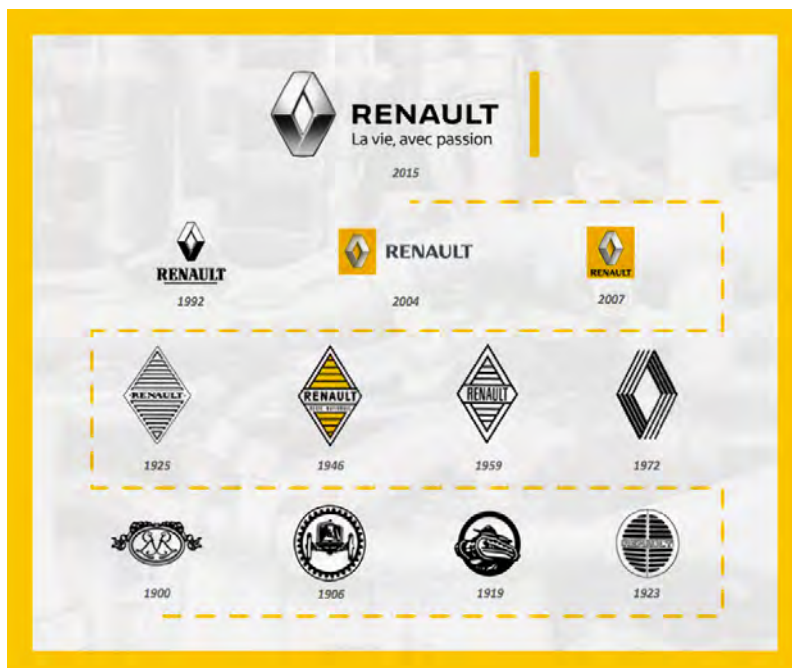 RENAULT
La vie, avec passion
2015
RENAULT
1992
RENAULT
2004
RENAULT
2007
RENAULT
1925
RENAULT
1946
RENAULT
1959
1972
1900
1906
1919
RENAULT
1923